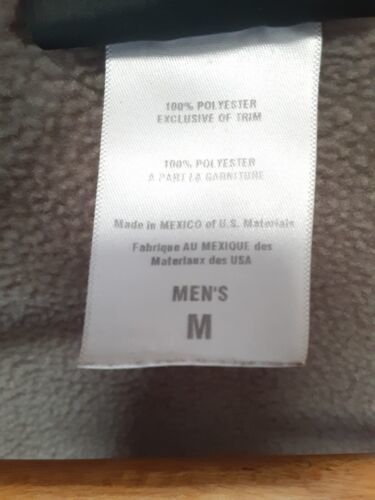 100% POLYESTER
EXCLUSIVE OF TRIM
100% POLYESTER
A PART LA GARNITURE
Made in MEXICO of U.S. Materials
Fabrique AU MEXIQUE des
Materiaux des USA
MEN'S
M